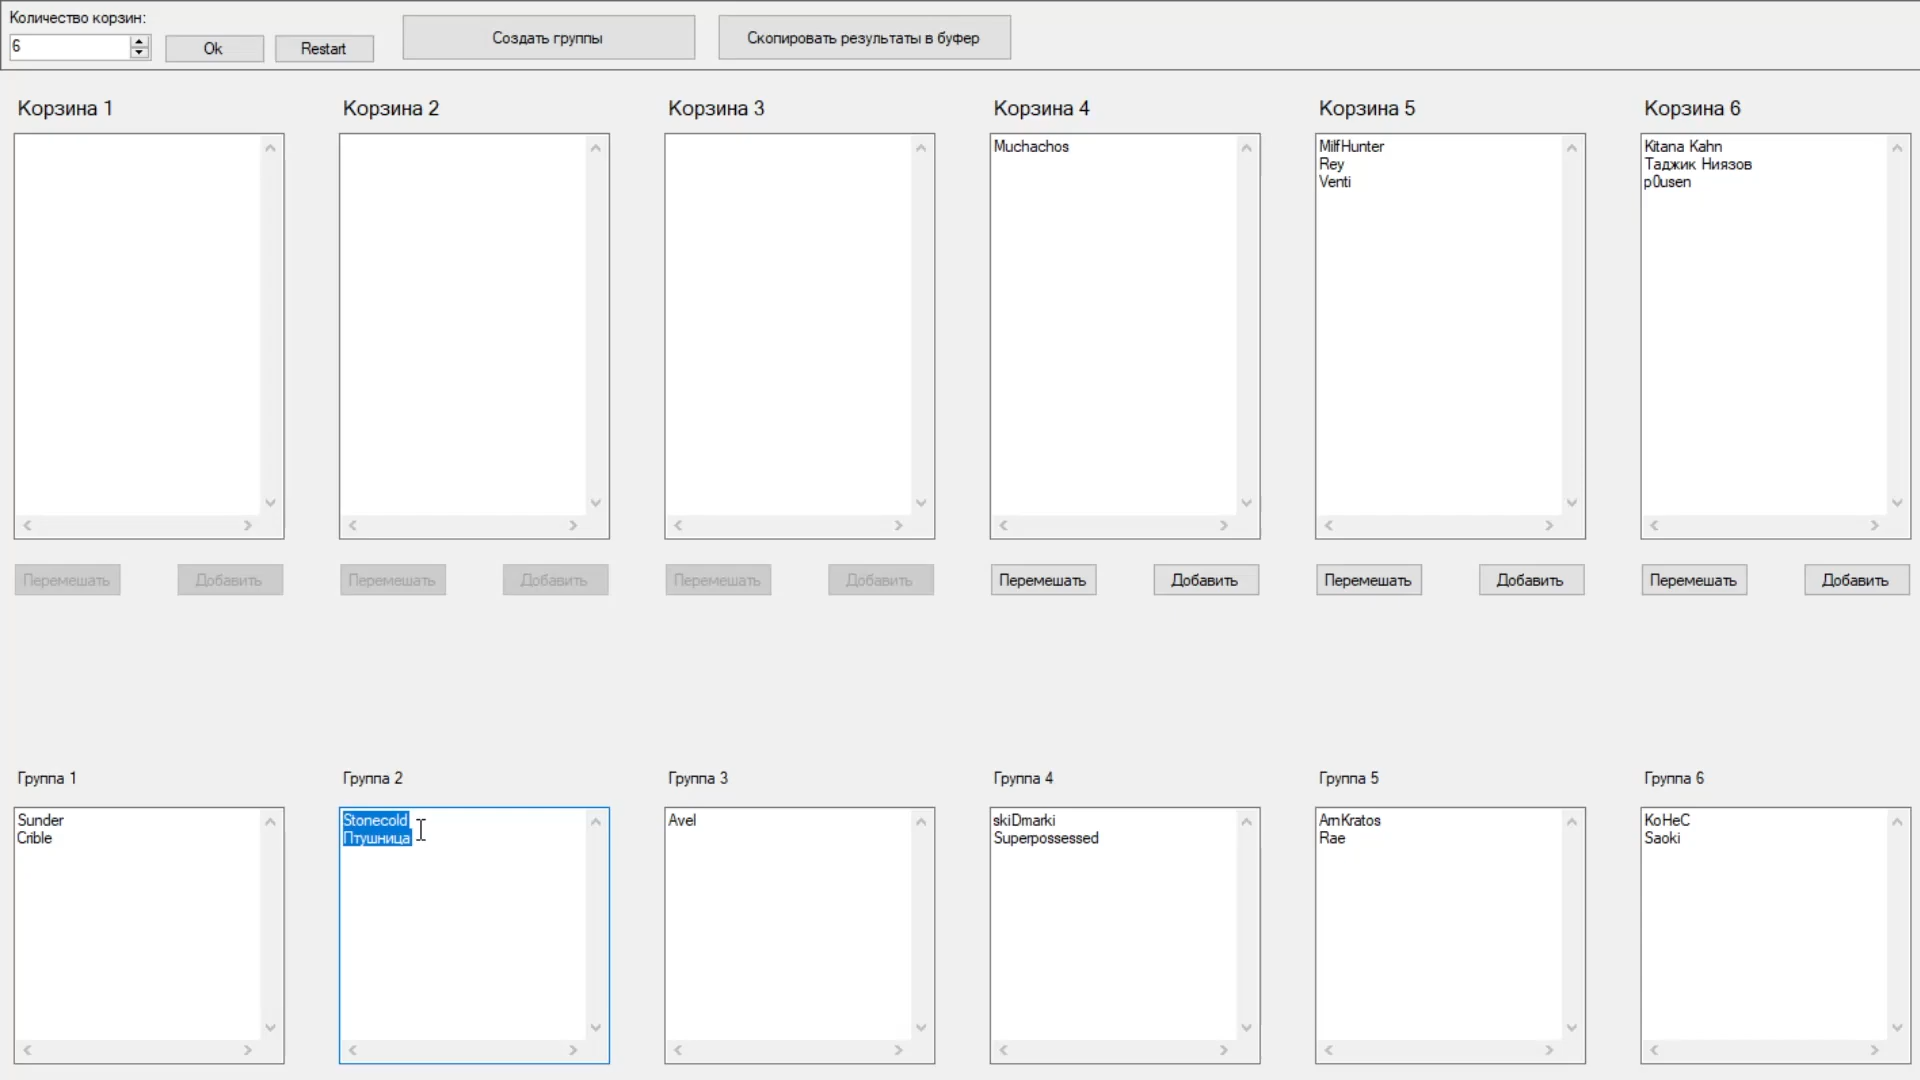 Количество корзин:
6
Ok
Restart
Создать группы
Скопировать результаты в буфер
Корзина 1
Корзина 2
Корзина 3
Корзина 4
Корзина 5
Корзина 6
Muchachos
MilfHunter
Rey
Venti
Kitana Kahn
Таджик Ниязов
p0usen
Перемешать
Добавить
Перемешать
Добавить
Перемешать
Добавить
Перемешать
Добавить
Перемешать
Добавить
Перемешать
Добавить
Группа 1
Группа 2
Группа 3
Группа 4
Группа 5
Группа 6
Sunder
Crible
Stonecold
Птушница
Avel
skiDmarki
Superpossessed
ArnKratos
Rae
KoHeC
Saoki